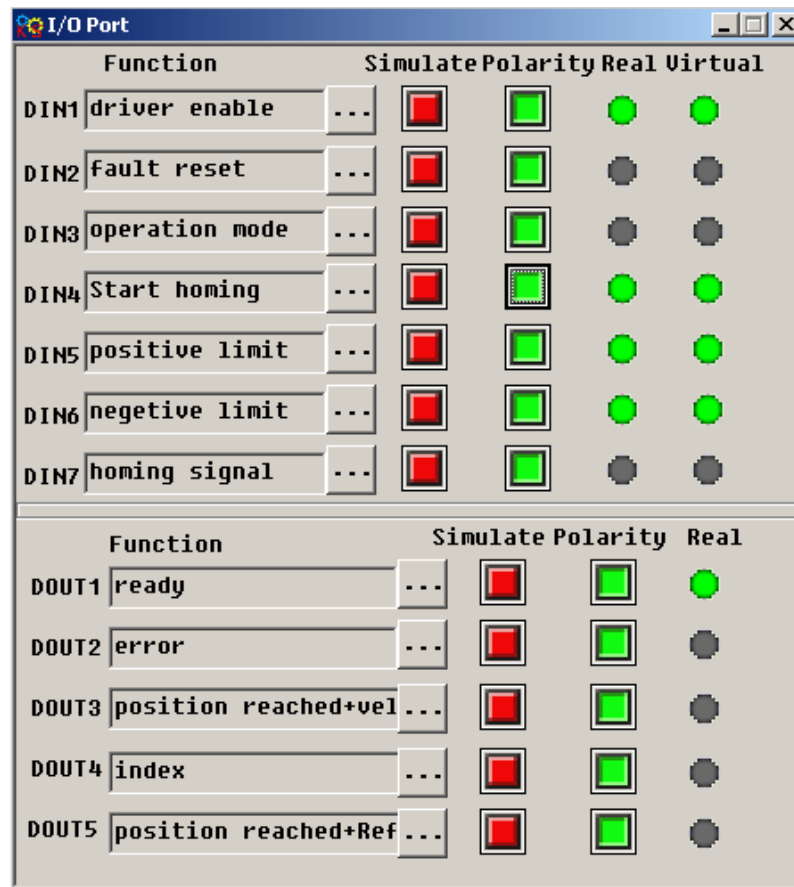 I/O Port
Function Simulate Polarity Real Virtual
DIN1 driver enable ...
DIN2 fault reset ...
DIN3 operation mode ...
DIN4 Start homing ...
DIN5 positive limit ...
DIN6 negetive limit ...
DIN7 homing signal ...
Function Simulate Polarity Real
DOUT1 ready ...
DOUT2 error ...
DOUT3 position reached+vel ...
DOUT4 index ...
DOUT5 position reached+Ref ...